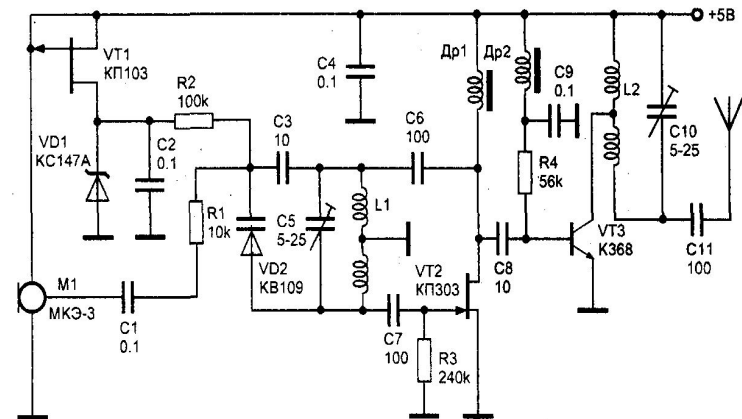 +5В
VT1
КП103
R2
100k
C4
0.1
Др1
Др2
C9
0.1
L2
C10
5-25
VD1
КС147А
C2
0.1
C3
10
C6
100
R1
10k
C5
5-25
L1
R4
56k
VT3
К368
C11
100
VD2
КВ109
VT2
КП303
C8
10
М1
МКЭ-3
C1
0.1
C7
100
R3
240k